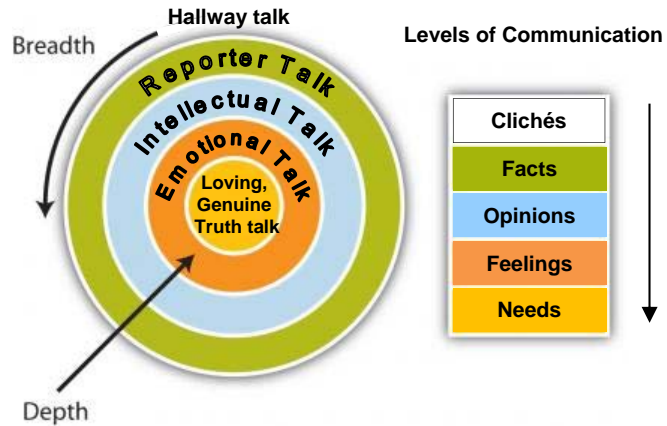 Hallway talk
Breadth
Levels of Communication
Reporter Talk
Intellectual Talk
Emotional Talk
Loving,
Genuine
Truth talk
Depth
Clichés
Facts
Opinions
Feelings
Needs